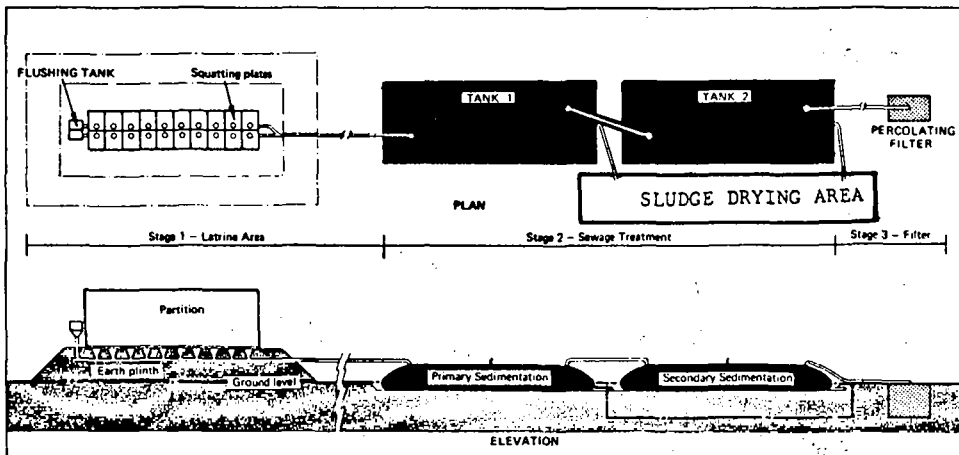 FLUSHING TANK
Squatting plates
TANK 1
TANK 2
PERCOLATING
FILTER
SLUDGE DRYING AREA
PLAN
Stage 1 – Latrine Area
Stage 2 – Sewage Treatment
Stage 3 – Filter
Partition
Earth plinth
Ground level
Primary Sedimentation
Secondary Sedimentation
ELEVATION